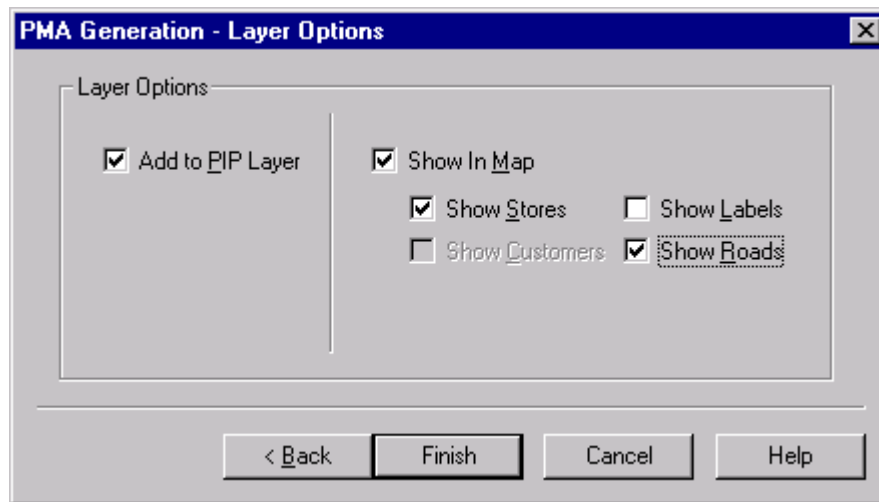 PMA Generation - Layer Options
Layer Options
Add to PIP Layer
Show In Map
Show Stores
Show Labels
Show Customers
Show Roads
< Back
Finish
Cancel
Help